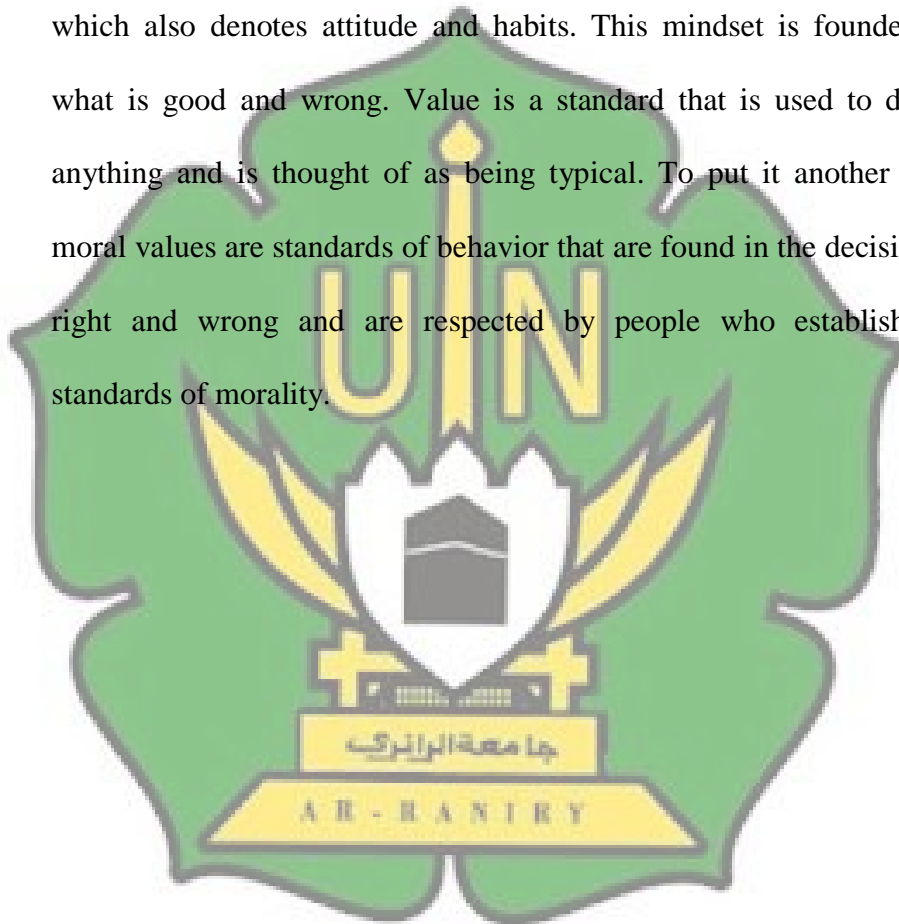 which also denotes attitude and habits. This mindset is founde
what is good and wrong. Value is a standard that is used to d
anything and is thought of as being typical. To put it another
moral values are standards of behavior that are found in the decisi
right and wrong and are respected by people who establish
standards of morality.
UIN
جامعة الرانري
AR - RANIRY